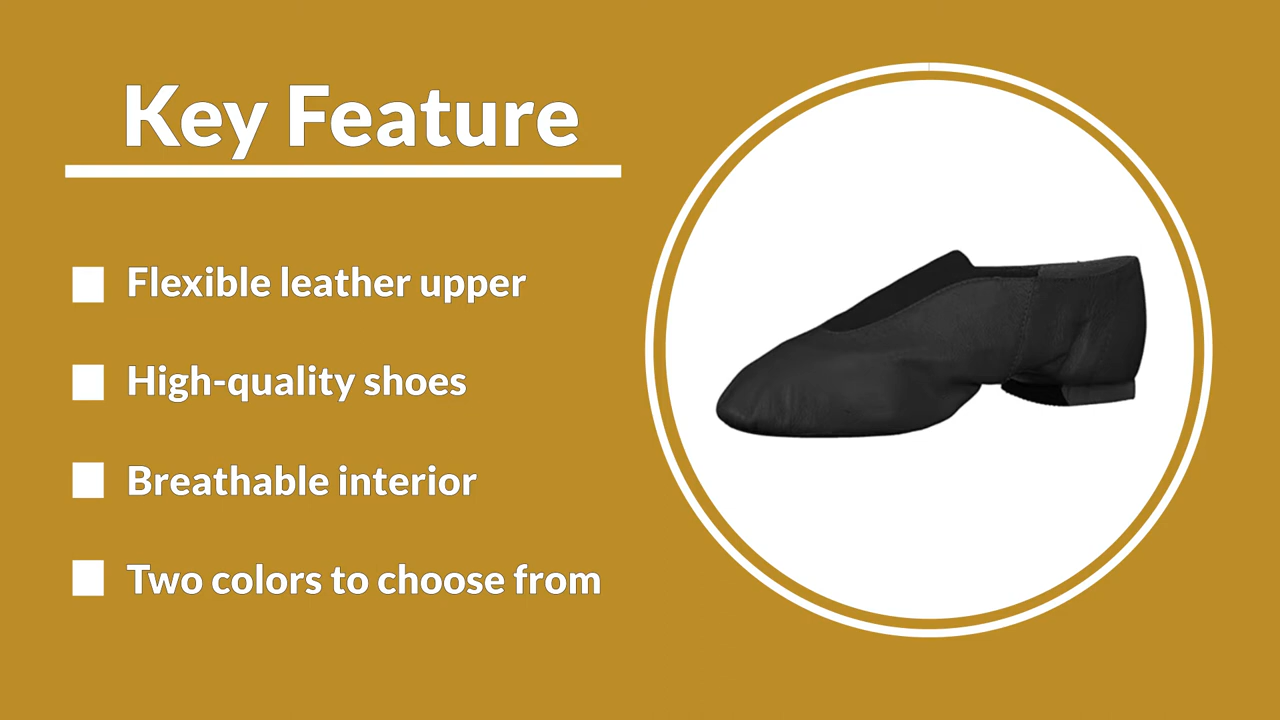 Key Feature
Flexible leather upper
High-quality shoes
Breathable interior
Two colors to choose from